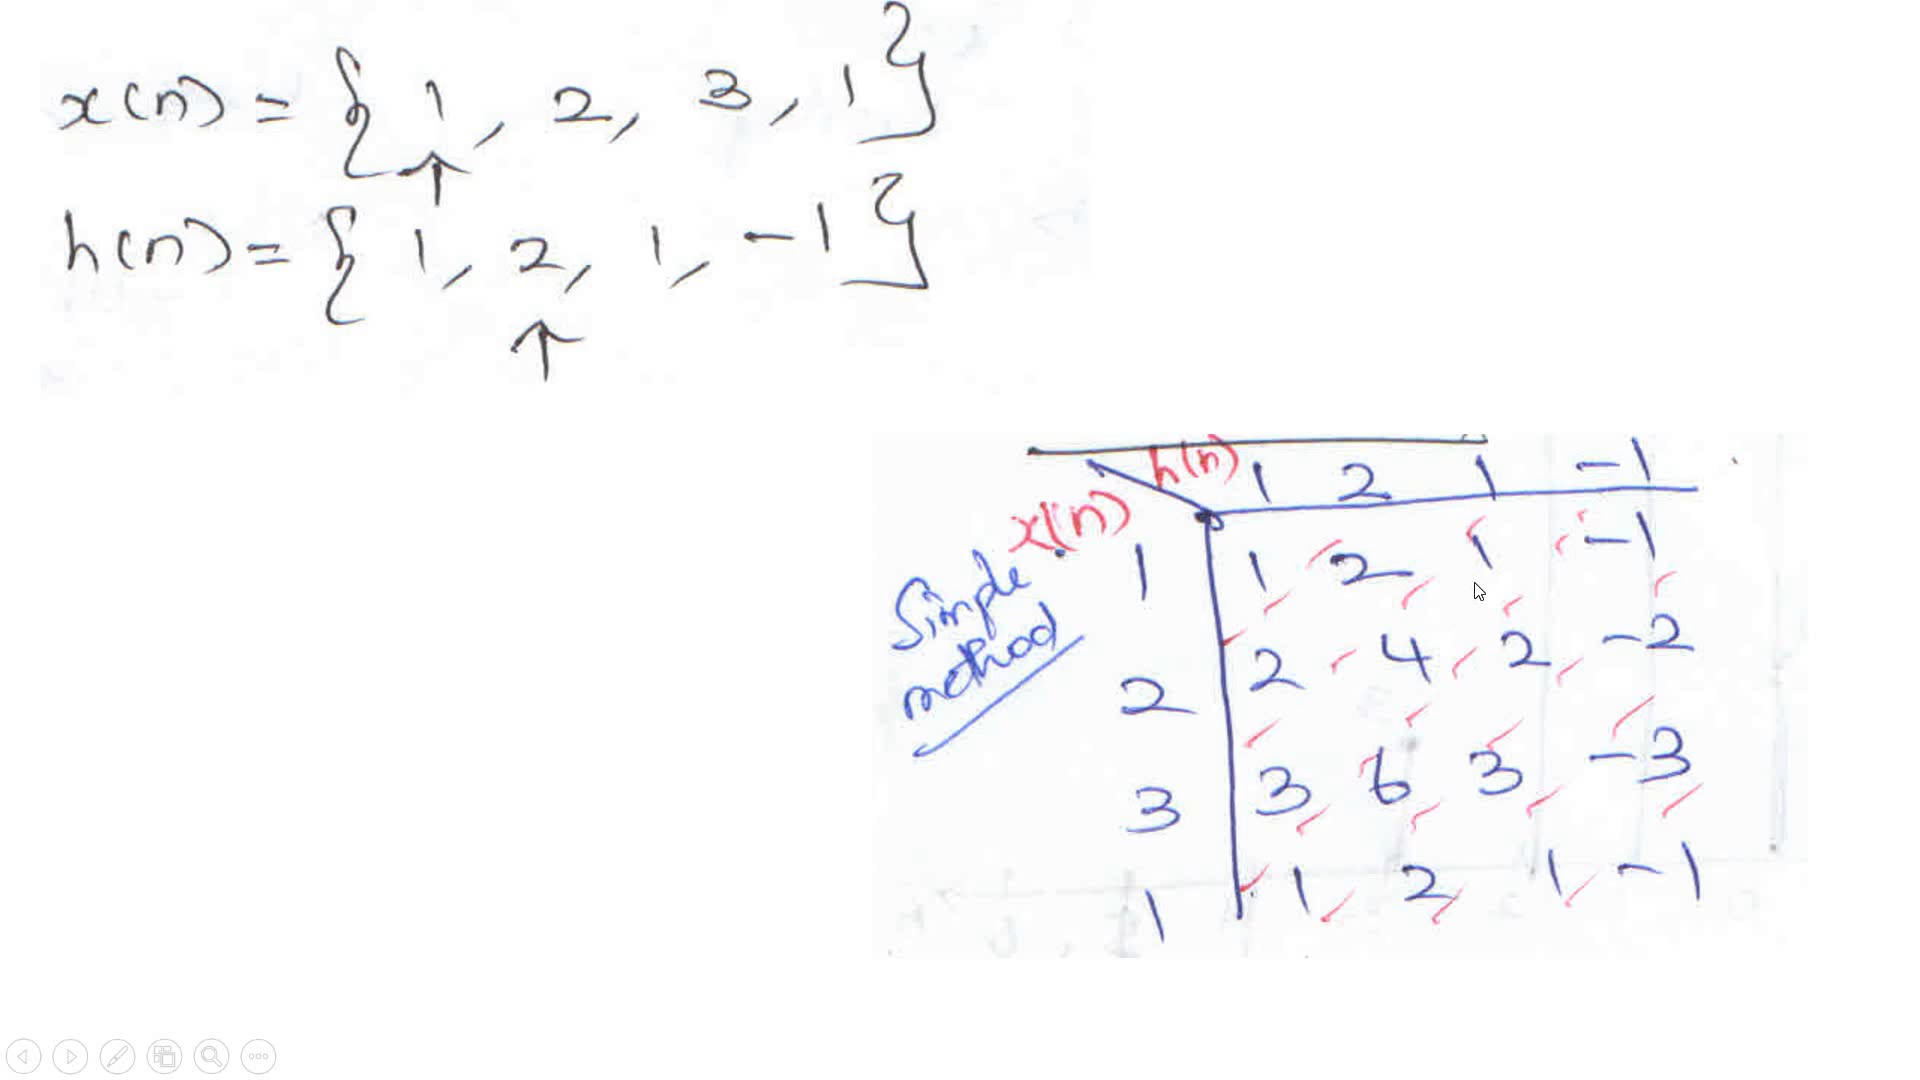 x(n) = { 1, 2, 3, 1 }
↑
h(n) = { 1, 2, 1, -1 }
↑
h(n) 1 2 1 -1
x(n)
Simple method
1 1 2 1 -1
2 2 4 2 -2
3 3 6 3 -3
1 1 2 1 -1